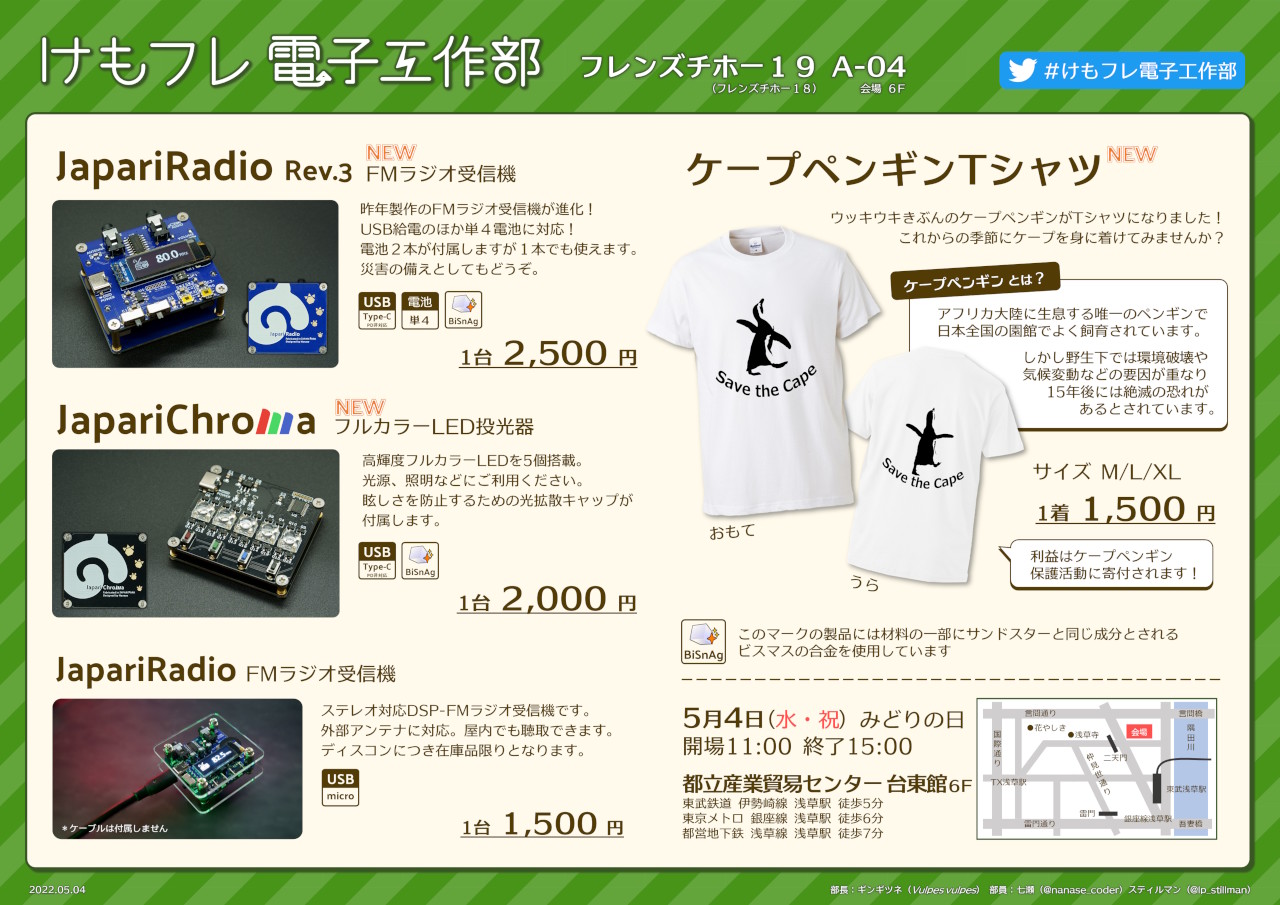 けもフレ 電子工作部
フレンズチホー19 A-04
(フレンズチホー18) 会場 6F
#けもフレ電子工作部
JapariRadio Rev.3 NEW
FMラジオ受信機
昨年製作のFMラジオ受信機が進化！
USB給電のほか単4電池に対応！
電池2本が付属しますが1本でも使えます。
災害の備えとしてもどうぞ。
80.0 MHz
Japari Radio
USB
Type-C
PD非対応
電池
単4
BiSnAg
1台 2,500 円
JapariChroma NEW
フルカラーLED投光器
高輝度フルカラーLEDを5個搭載。
光源、照明などにご利用ください。
眩しさを防止するための光拡散キャップが
付属します。
Japari Chroma
USB
Type-C
PD非対応
BiSnAg
1台 2,000 円
JapariRadio FMラジオ受信機
ステレオ対応DSP-FMラジオ受信機です。
外部アンテナに対応。屋内でも聴取できます。
ディスコンにつき在庫品限りとなります。
82.5
＊ケーブルは付属しません
USB
micro
1台 1,500 円
ケープペンギンTシャツ NEW
ウッキウキきぶんのケープペンギンがTシャツになりました！
これからの季節にケープを身に着けてみませんか？
ケープペンギン とは？
アフリカ大陸に生息する唯一のペンギンで
日本全国の園館でよく飼育されています。
しかし野生下では環境破壊や
気候変動などの要因が重なり
15年後には絶滅の恐れが
あるとされています。
Save the Cape
おもて
Save the Cape
うら
サイズ M/L/XL
1着 1,500 円
利益はケープペンギン
保護活動に寄付されます！
BiSnAg
このマークの製品には材料の一部にサンドスターと同じ成分とされる
ビスマスの合金を使用しています
5月4日(水・祝) みどりの日
開場11:00 終了15:00
都立産業貿易センター 台東館6F
東武鉄道 伊勢崎線 浅草駅 徒歩5分
東京メトロ 銀座線 浅草駅 徒歩6分
都営地下鉄 浅草線 浅草駅 徒歩7分
言問通り
言問橋
花やしき
浅草寺
会場
隅田川
国際通り
二天門
仲見世通り
TX浅草駅
東武浅草駅
雷門
銀座線浅草駅
雷門通り
吾妻橋
2022.05.04
部長：ギンギツネ（Vulpes vulpes） 部員：七瀬（@nanase_coder）スティルマン（@lp_stillman）